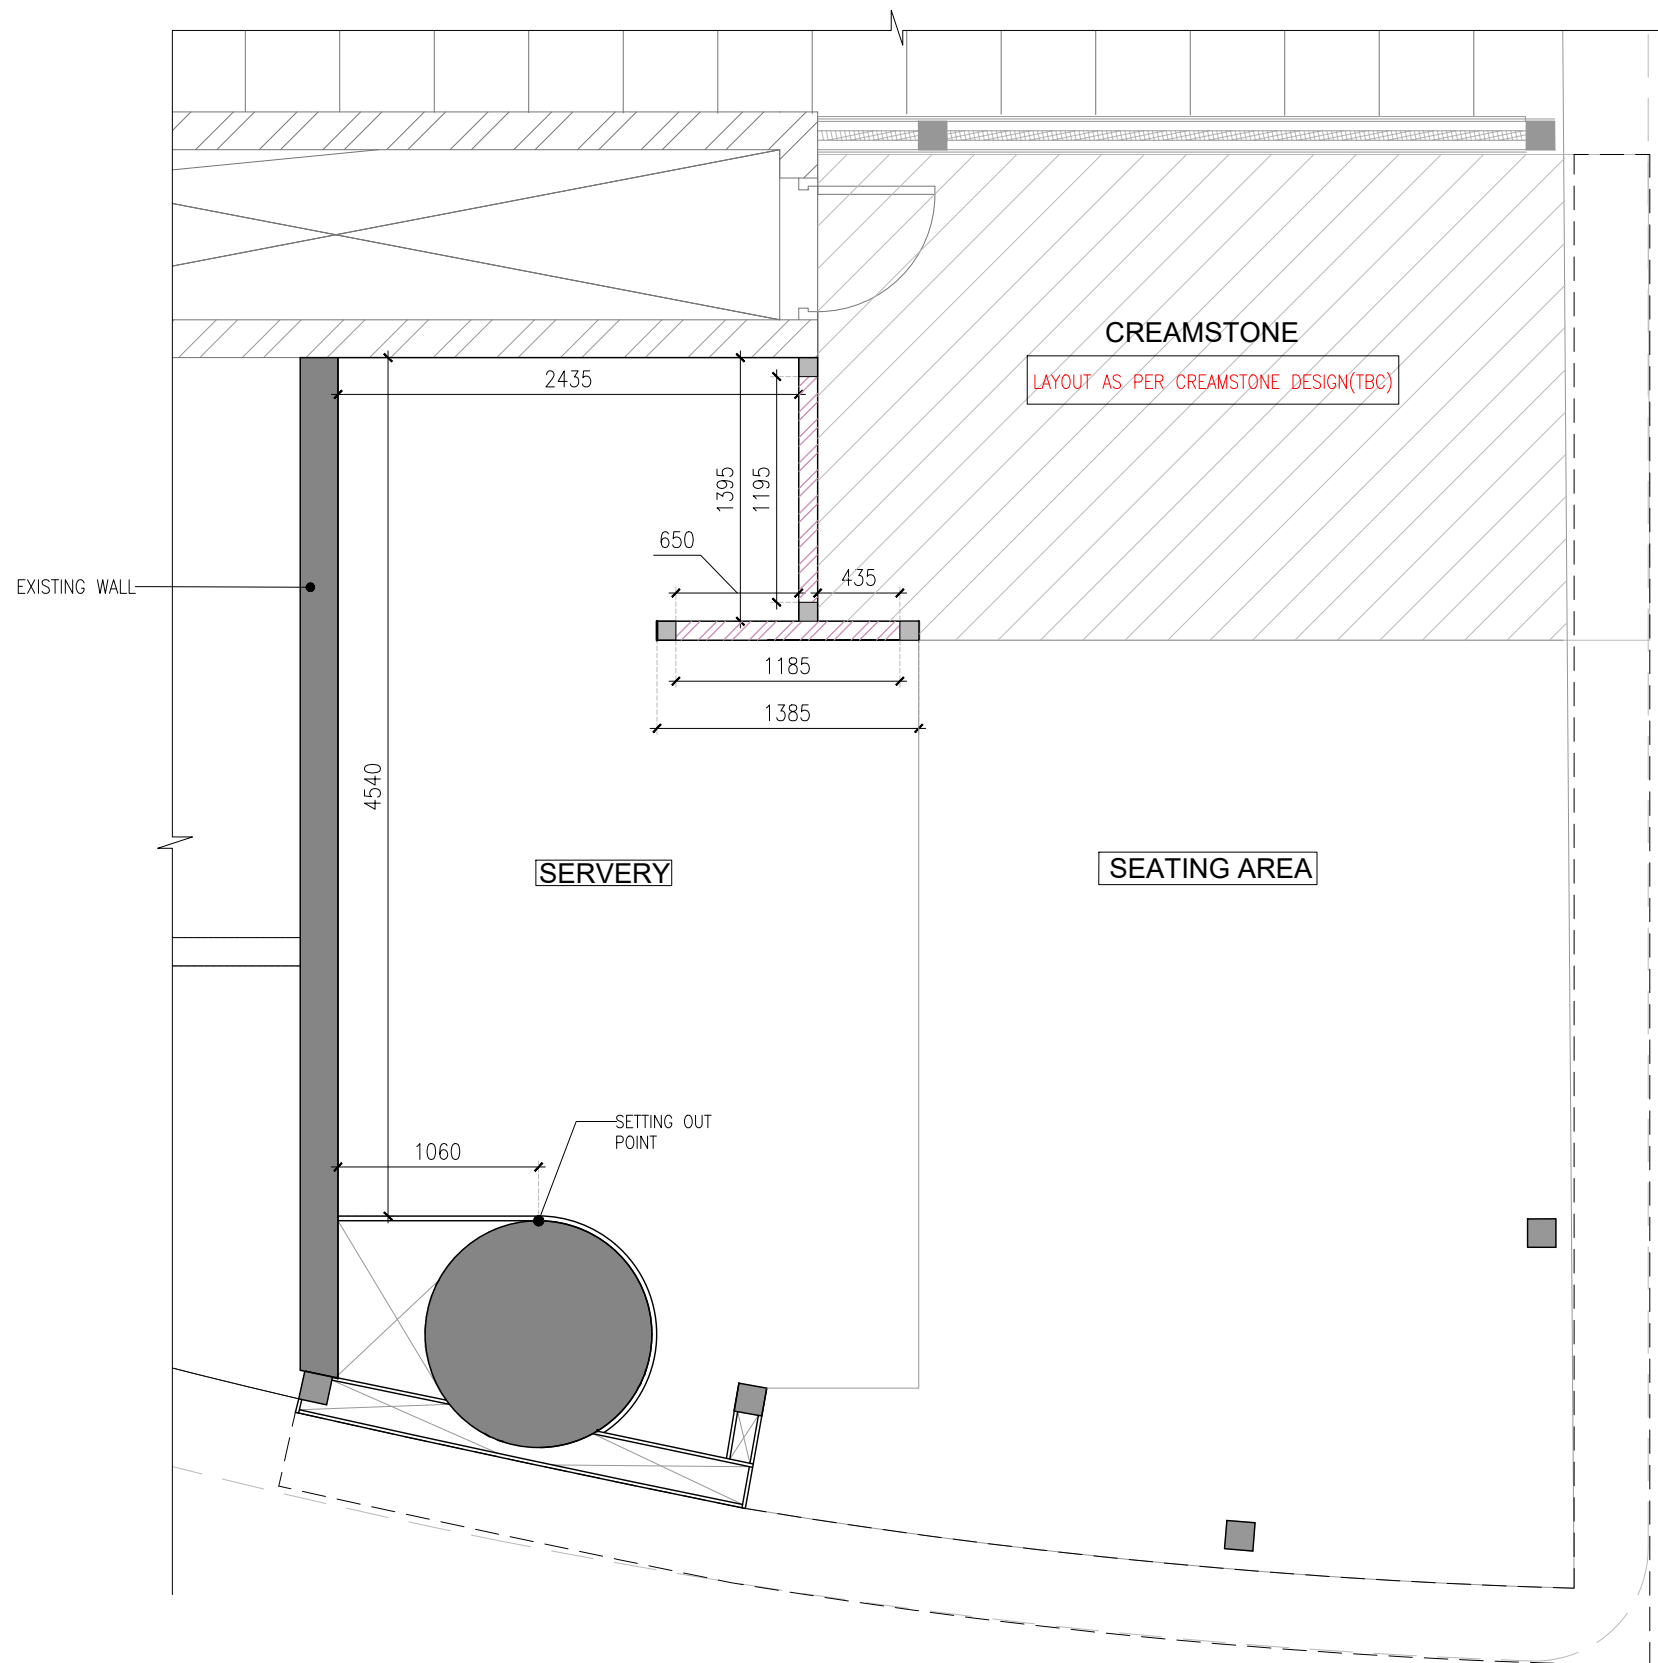 CREAMSTONE
LAYOUT AS PER CREAMSTONE DESIGN(TBC)
2435
1395
1195
650
435
EXISTING WALL
1185
1385
4540
SERVERY
SEATING AREA
SETTING OUT
POINT
1060